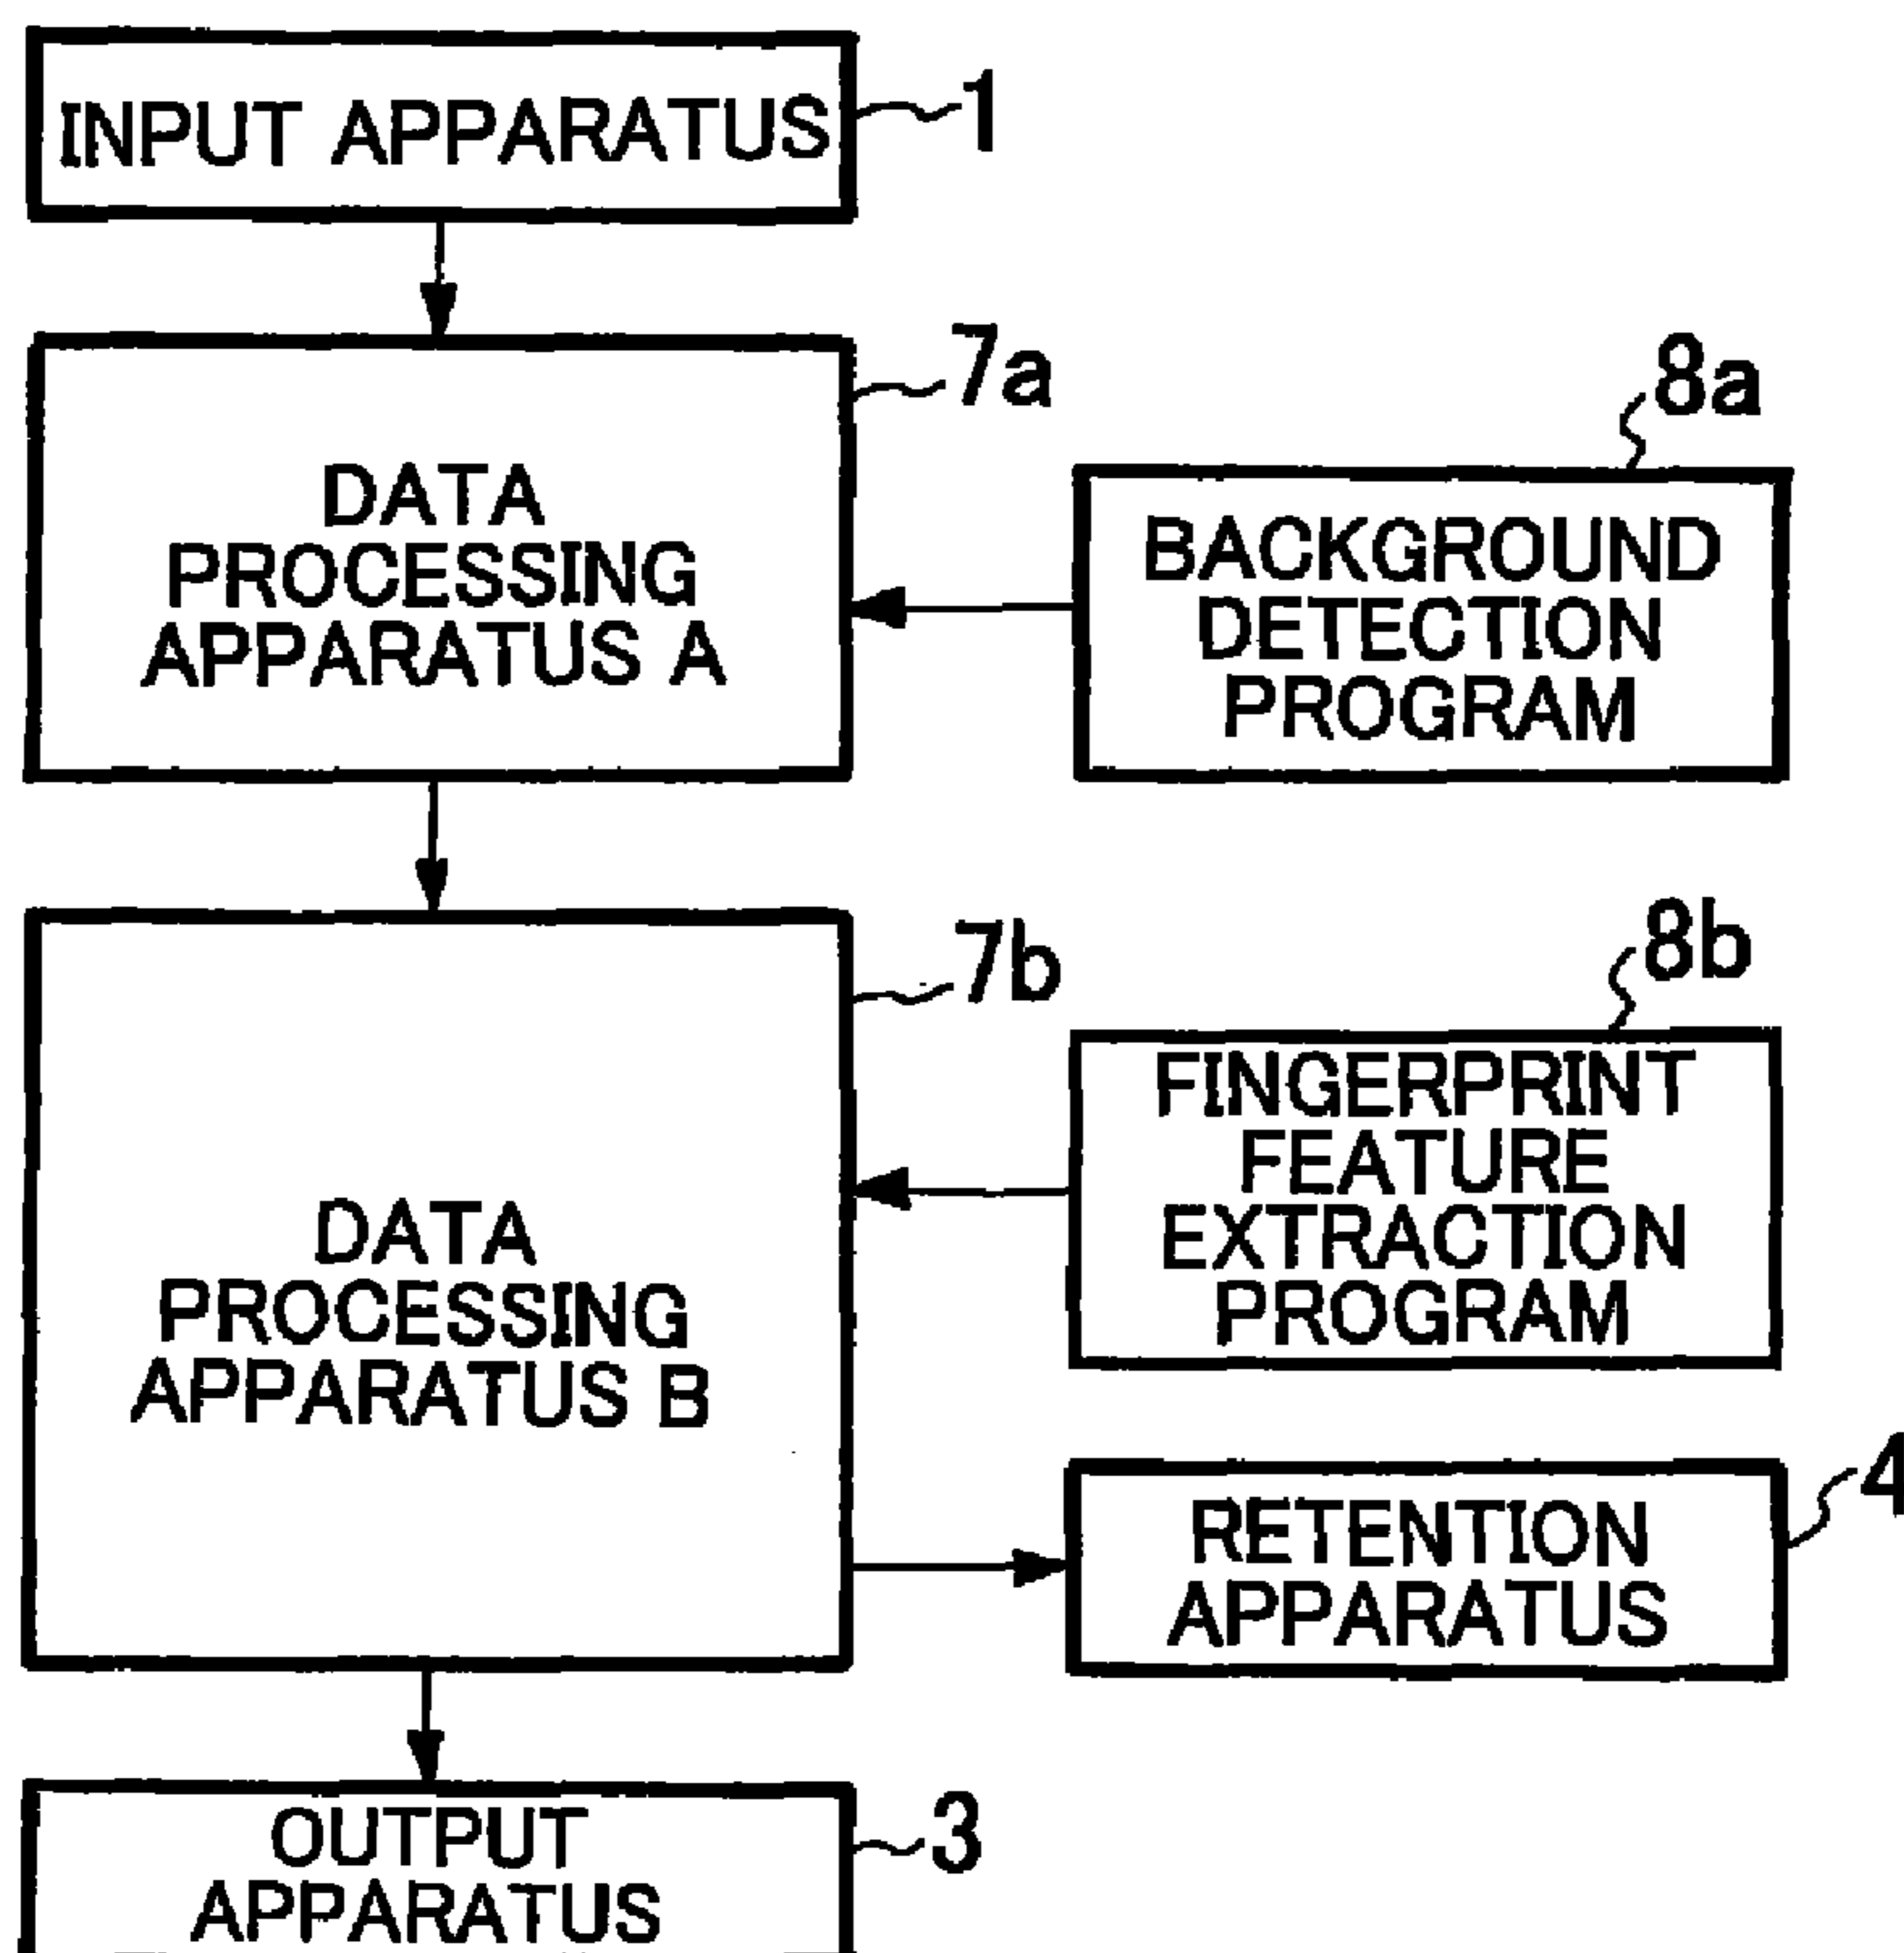 INPUT APPARATUS
1
7a
DATA
PROCESSING
APPARATUS A
8a
BACKGROUND
DETECTION
PROGRAM
7b
DATA
PROCESSING
APPARATUS B
8b
FINGERPRINT
FEATURE
EXTRACTION
PROGRAM
4
RETENTION
APPARATUS
OUTPUT
APPARATUS
3